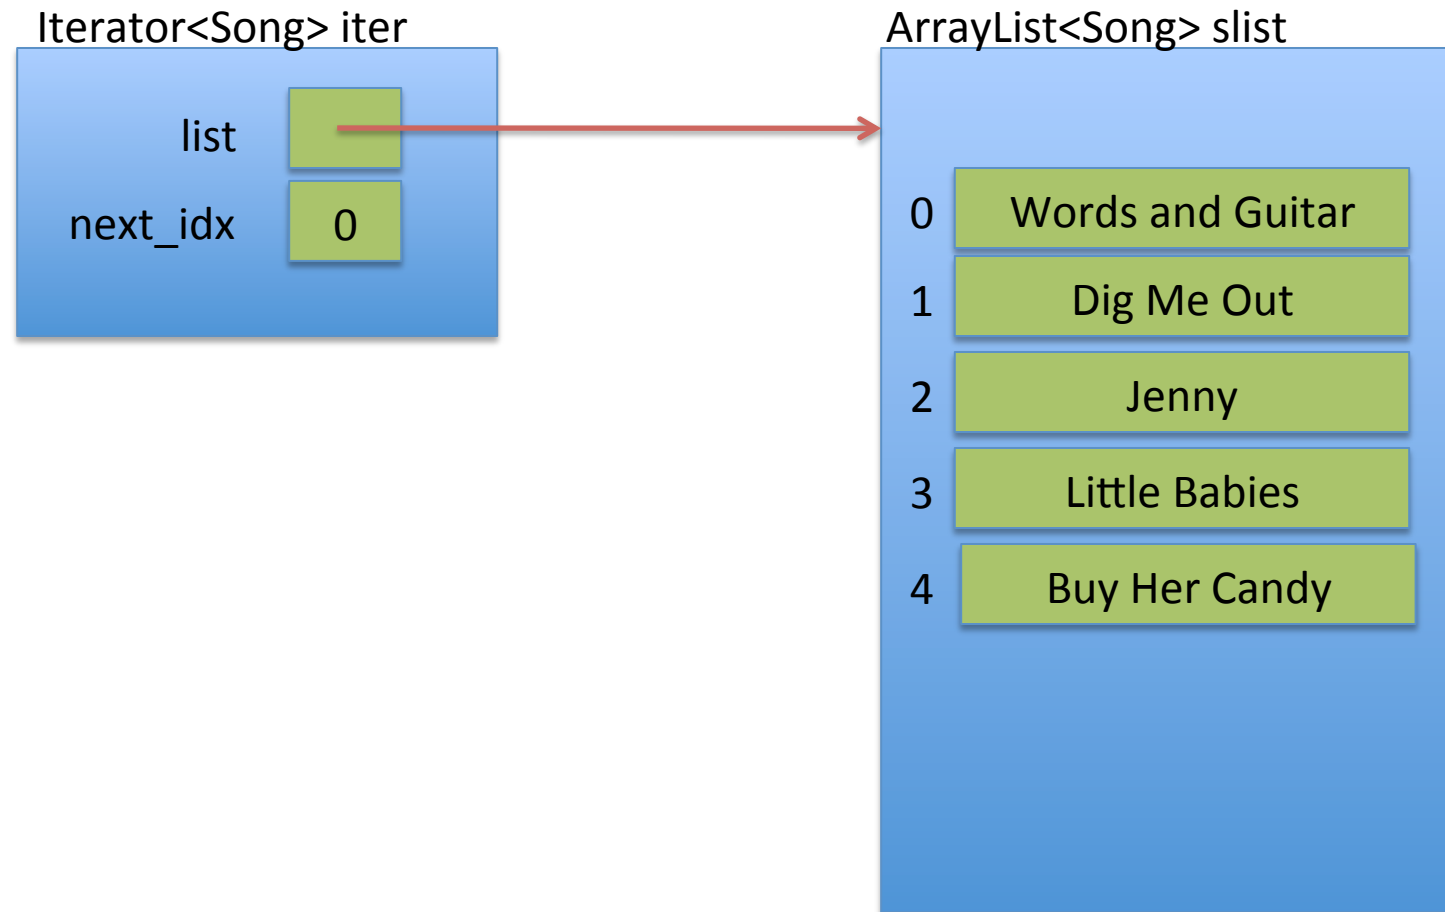 Iterator<Song> iter
list
next_idx 0
ArrayList<Song> slist
0 Words and Guitar
1 Dig Me Out
2 Jenny
3 Little Babies
4 Buy Her Candy